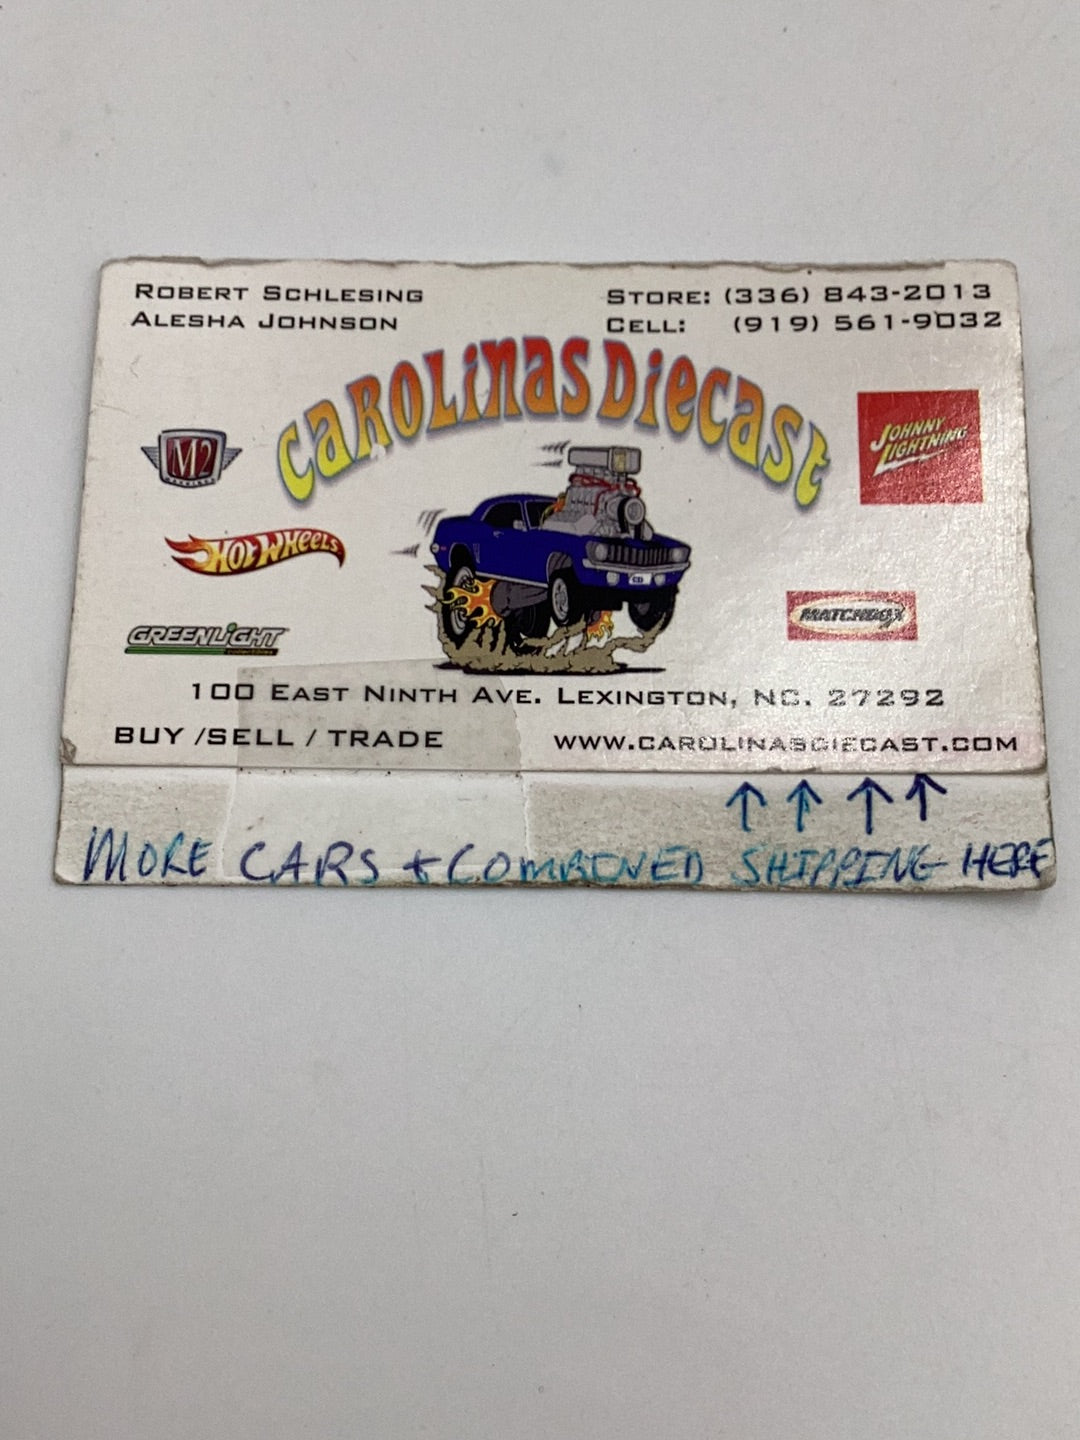 ROBERT SCHLESING
ALESHA JOHNSON
STORE: (336) 843-2013
CELL: (919) 561-9032
CAROLINAS DIECAST
M2
MACHINES
JOHNNY
LIGHTNING
HOT WHEELS
MATCHBOX
GREENLIGHT
COLLECTIBLES
100 EAST NINTH AVE. LEXINGTON, NC. 27292
BUY /SELL / TRADE
WWW.CAROLINASDIECAST.COM
↑ ↑ ↑ ↑
MORE CARS + COMBINED SHIPPING HERE